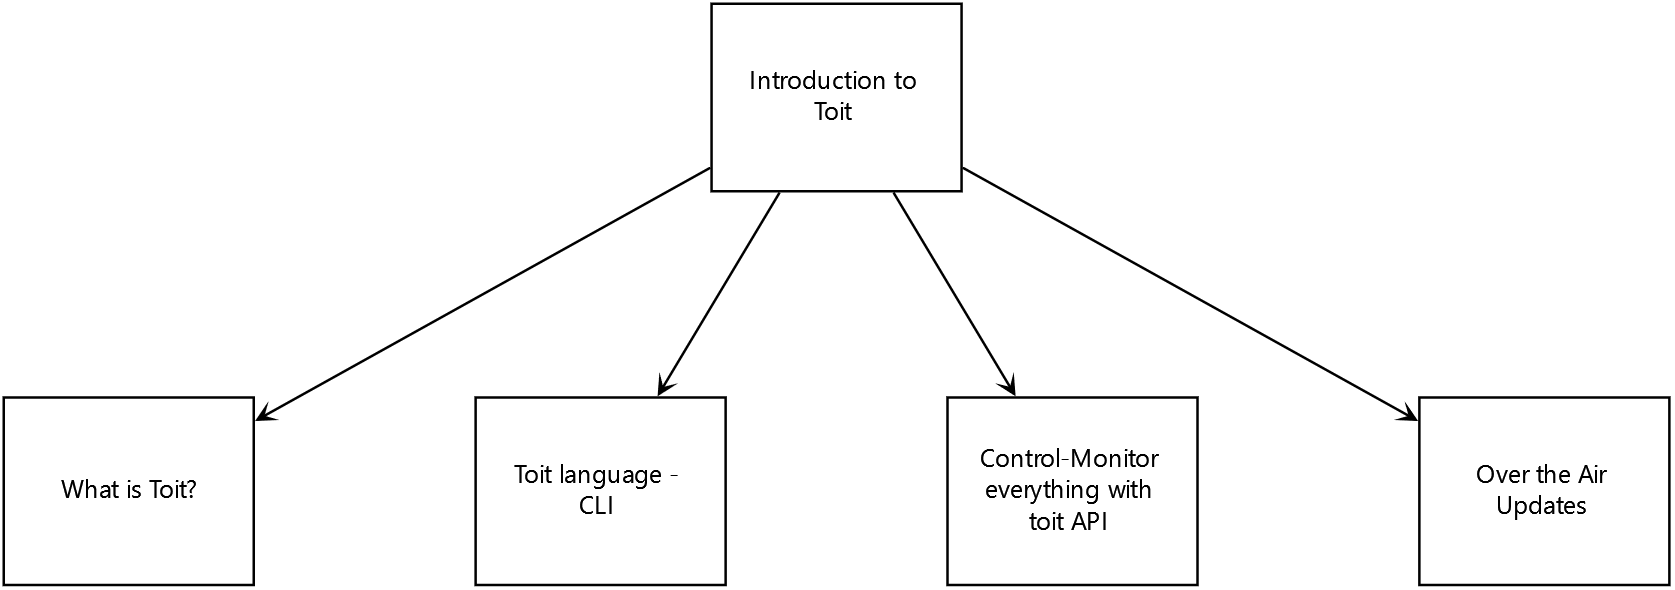 Introduction to
Toit
What is Toit?
Toit language -
CLI
Control-Monitor
everything with
toit API
Over the Air
Updates